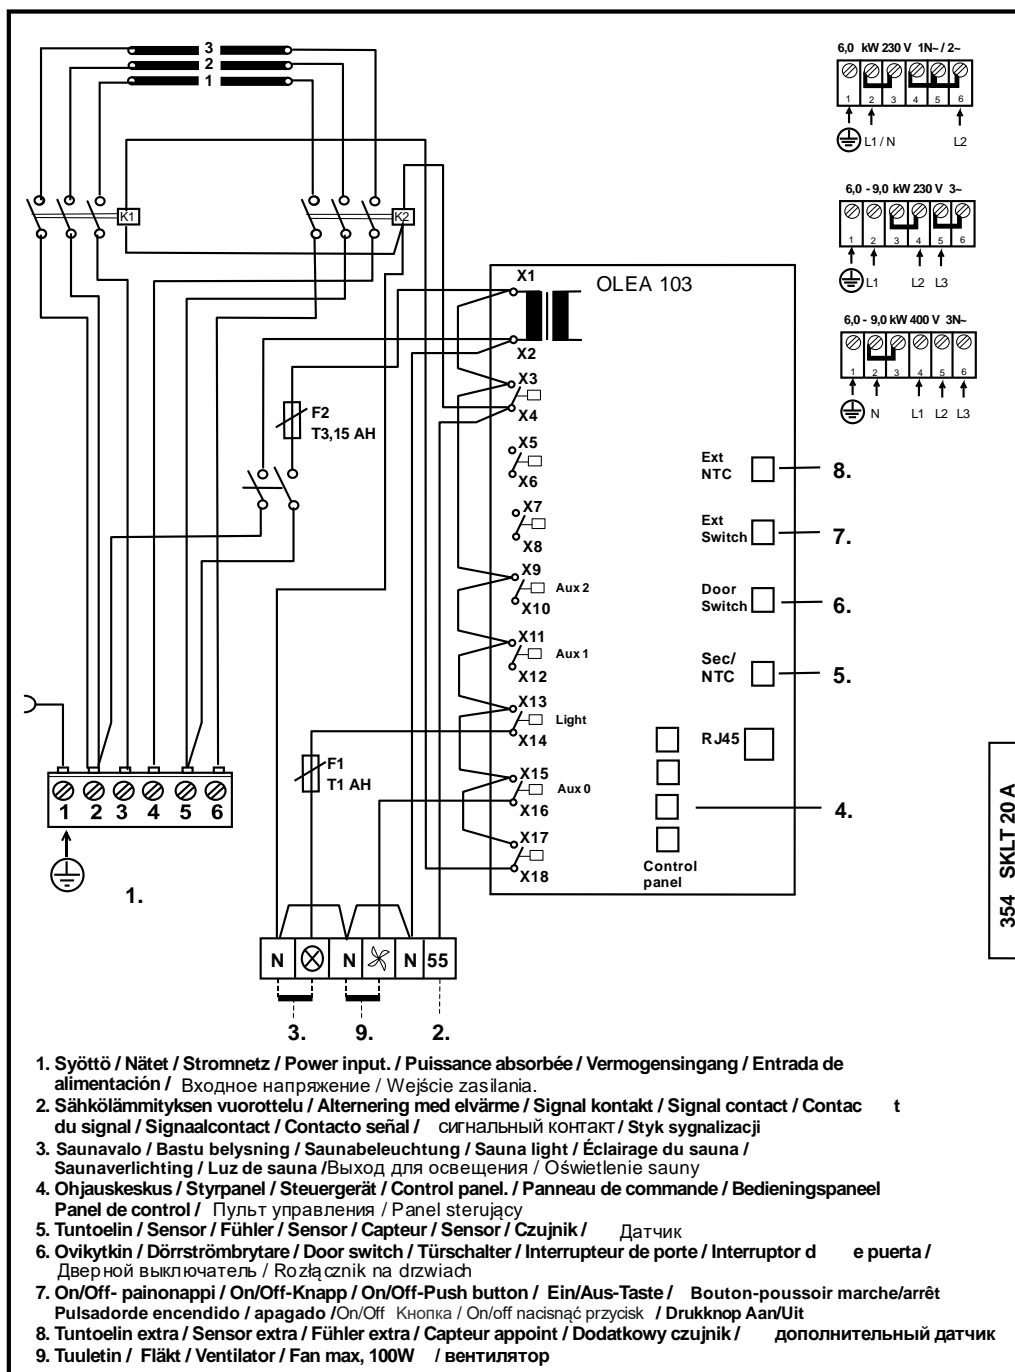 3
2
1
K1
K2
6,0 kW 230 V 1N~ / 2~
1 2 3 4 5 6
L1 / N L2
6,0 - 9,0 kW 230 V 3~
1 2 3 4 5 6
L1 L2 L3
6,0 - 9,0 kW 400 V 3N~
1 2 3 4 5 6
N L1 L2 L3
OLEA 103
X1
X2
X3
X4
X5
X6
X7
X8
X9
Aux 2
X10
X11
Aux 1
X12
X13
Light
X14
X15
Aux 0
X16
X17
X18
F2
T3,15 AH
F1
T1 AH
Ext
NTC
8.
Ext
Switch
7.
Door
Switch
6.
Sec/
NTC
5.
RJ45
4.
Control
panel
354 SKLT 20 A
1 2 3 4 5 6
1.
N N N 55
3. 9. 2.
1. Syöttö / Nätet / Stromnetz / Power input. / Puissance absorbée / Vermogensingang / Entrada de
alimentación / Входное напряжение / Wejście zasilania.
2. Sähkölämmityksen vuorottelu / Alternering med elvärme / Signal kontakt / Signal contact / Contac t
du signal / Signaalcontact / Contacto señal / сигнальный контакт / Styk sygnalizacji
3. Saunavalo / Bastu belysning / Saunabeleuchtung / Sauna light / Éclairage du sauna /
Saunaverlichting / Luz de sauna /Выход для освещения / Oświetlenie sauny
4. Ohjauskeskus / Styrpanel / Steuergerät / Control panel. / Panneau de commande / Bedieningspaneel
Panel de control / Пульт управления / Panel sterujący
5. Tuntoelin / Sensor / Fühler / Sensor / Capteur / Sensor / Czujnik / Датчик
6. Ovikytkin / Dörrströmbrytare / Door switch / Türschalter / Interrupteur de porte / Interruptor d e puerta /
Дверной выключатель / Rozłącznik na drzwiach
7. On/Off- painonappi / On/Off-Knapp / On/Off-Push button / Ein/Aus-Taste / Bouton-poussoir marche/arrêt
Pulsadorde encendido / apagado /On/Off Кнопка / On/off nacisnąć przycisk / Drukknop Aan/Uit
8. Tuntoelin extra / Sensor extra / Fühler extra / Capteur appoint / Dodatkowy czujnik / дополнительный датчик
9. Tuuletin / Fläkt / Ventilator / Fan max, 100W / вентилятор